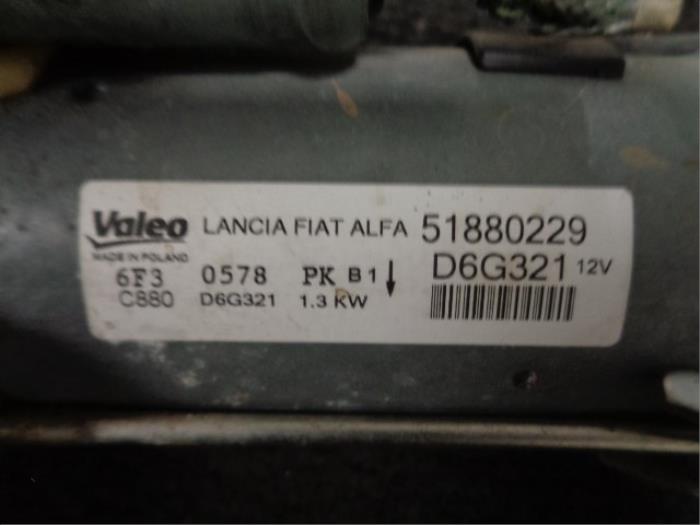 Valeo LANCIA FIAT ALFA 51880229
MADE IN POLAND D6G321 12V
6F3 0578 PK B1↓
C880 D6G321 1.3 KW